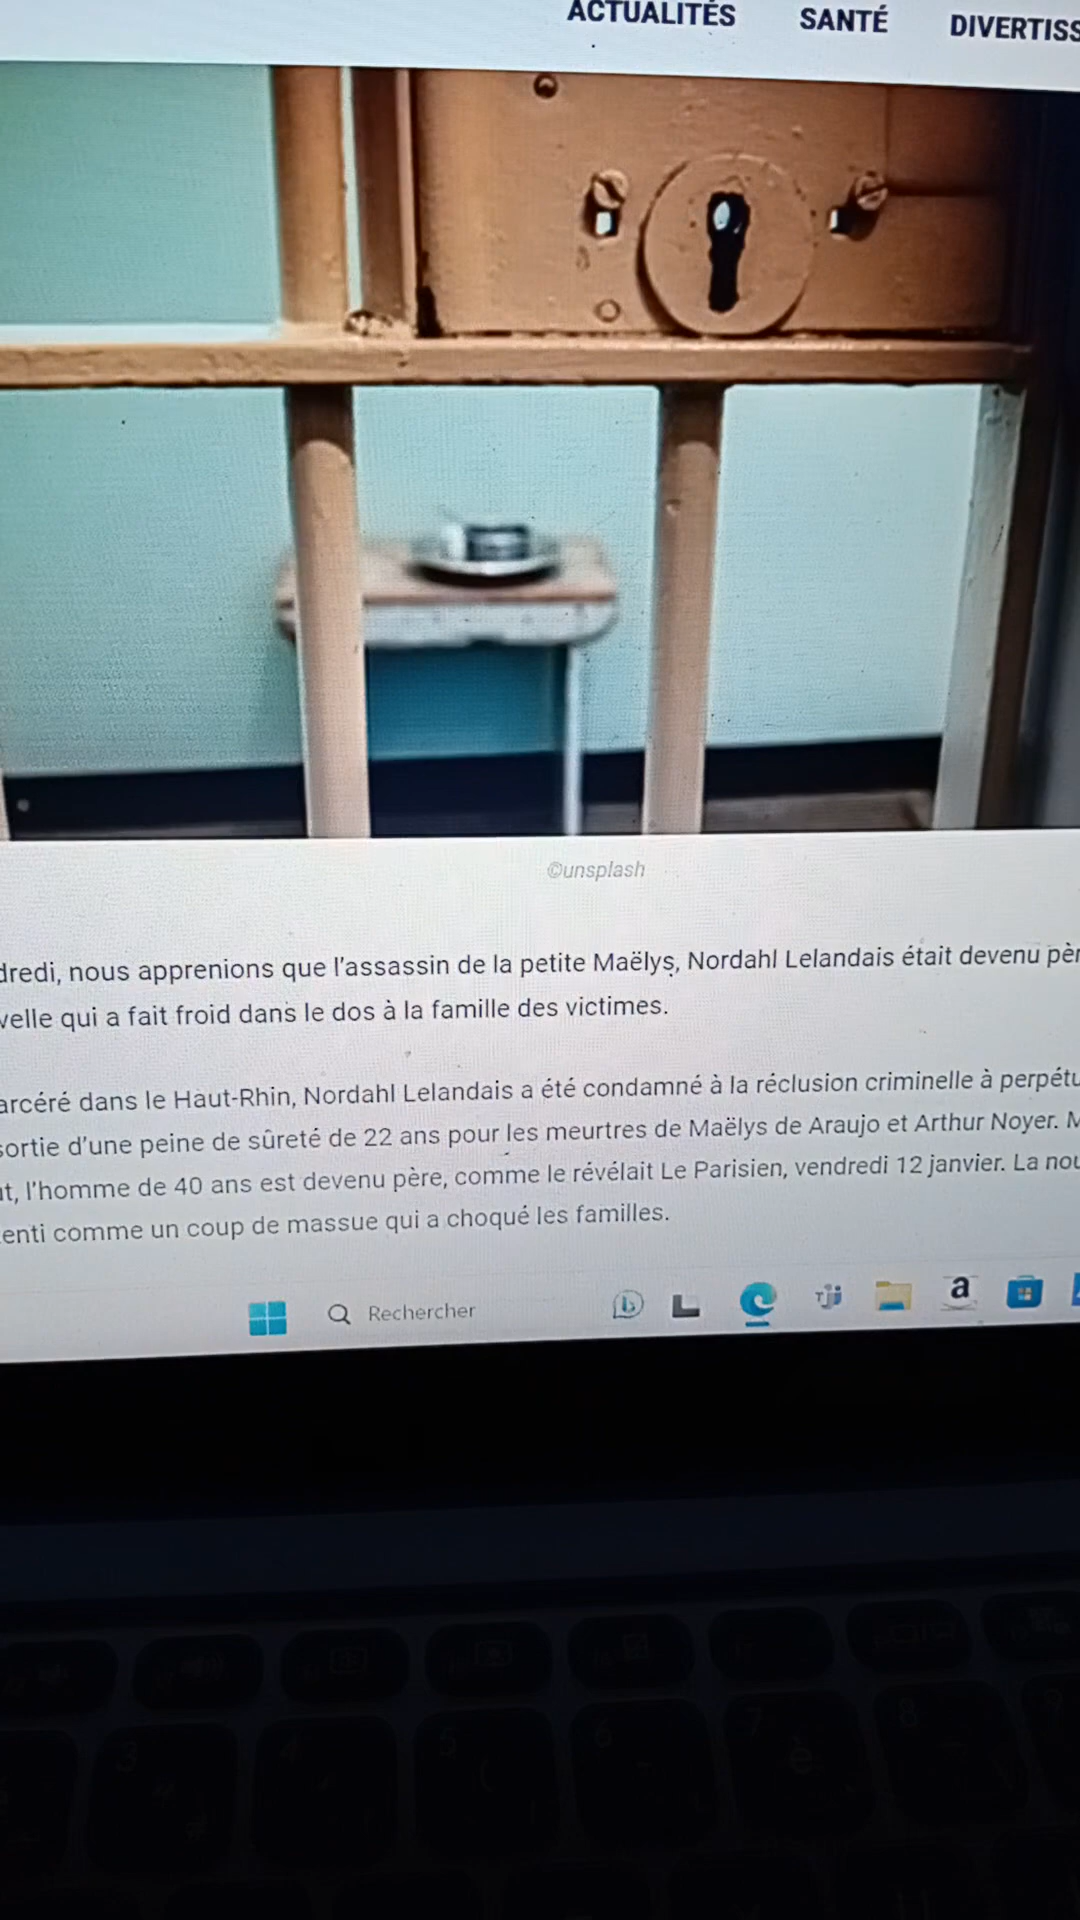 ACTUALITÉS SANTÉ DIVERTISS
©unsplash
dredi, nous apprenions que l'assassin de la petite Maëlys, Nordahl Lelandais était devenu pèr
velle qui a fait froid dans le dos à la famille des victimes.
arcéré dans le Haut-Rhin, Nordahl Lelandais a été condamné à la réclusion criminelle à perpétu
sortie d'une peine de sûreté de 22 ans pour les meurtres de Maëlys de Araujo et Arthur Noyer. M
ut, l'homme de 40 ans est devenu père, comme le révélait Le Parisien, vendredi 12 janvier. La nou
enti comme un coup de massue qui a choqué les familles.
Rechercher
a